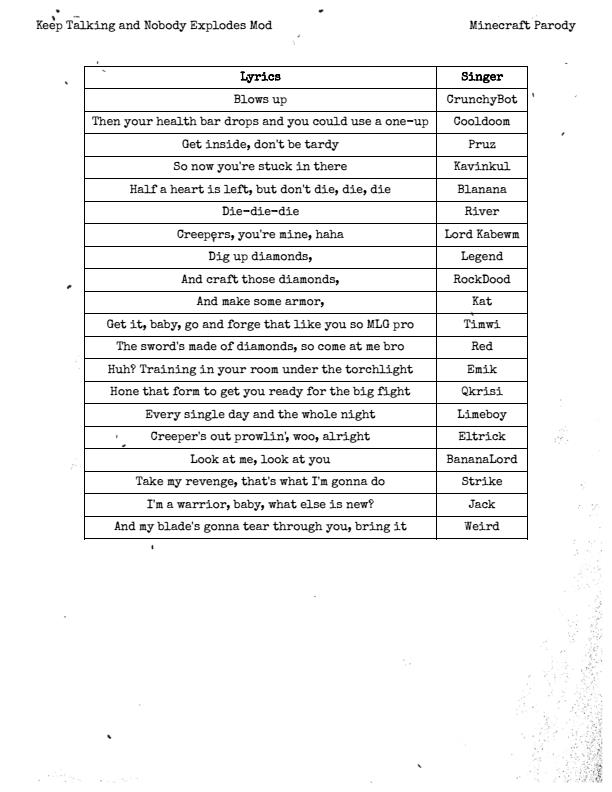 Keep Talking and Nobody Explodes Mod Minecraft Parody
Lyrics Singer
Blows up CrunchyBot
Then your health bar drops and you could use a one-up Cooldoom
Get inside, don't be tardy Pruz
So now you're stuck in there Kavinkul
Half a heart is left, but don't die, die, die Blanana
Die-die-die River
Creepers, you're mine, haha Lord Kabewm
Dig up diamonds, Legend
And craft those diamonds, RockDood
And make some armor, Kat
Get it, baby, go and forge that like you so MLG pro Timwi
The sword's made of diamonds, so come at me bro Red
Huh? Training in your room under the torchlight Emik
Hone that form to get you ready for the big fight Qkrisi
Every single day and the whole night Limeboy
Creeper's out prowlin', woo, alright Eltrick
Look at me, look at you BananaLord
Take my revenge, that's what I'm gonna do Strike
I'm a warrior, baby, what else is new? Jack
And my blade's gonna tear through you, bring it Weird